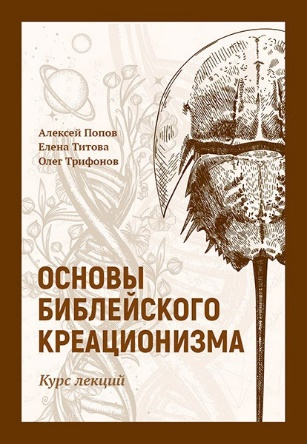 Алексей Попов
Елена Титова
Олег Трифонов
ОСНОВЫ
БИБЛЕЙСКОГО
КРЕАЦИОНИЗМА
Курс лекций